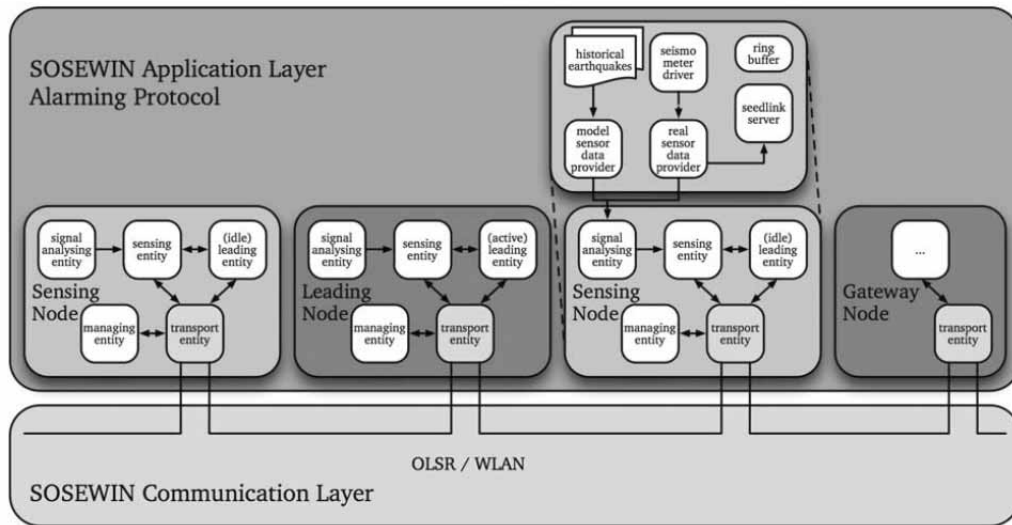 SOSEWIN Application Layer
Alarming Protocol
historical
earthquakes
seismo
meter
driver
ring
buffer
seedlink
server
model
sensor
data
provider
real
sensor
data
provider
signal
analysing
entity
sensing
entity
(idle)
leading
entity
Sensing
Node
managing
entity
transport
entity
signal
analysing
entity
sensing
entity
(active)
leading
entity
Leading
Node
managing
entity
transport
entity
signal
analysing
entity
sensing
entity
(idle)
leading
entity
Sensing
Node
managing
entity
transport
entity
...
Gateway
Node
transport
entity
OLSR / WLAN
SOSEWIN Communication Layer